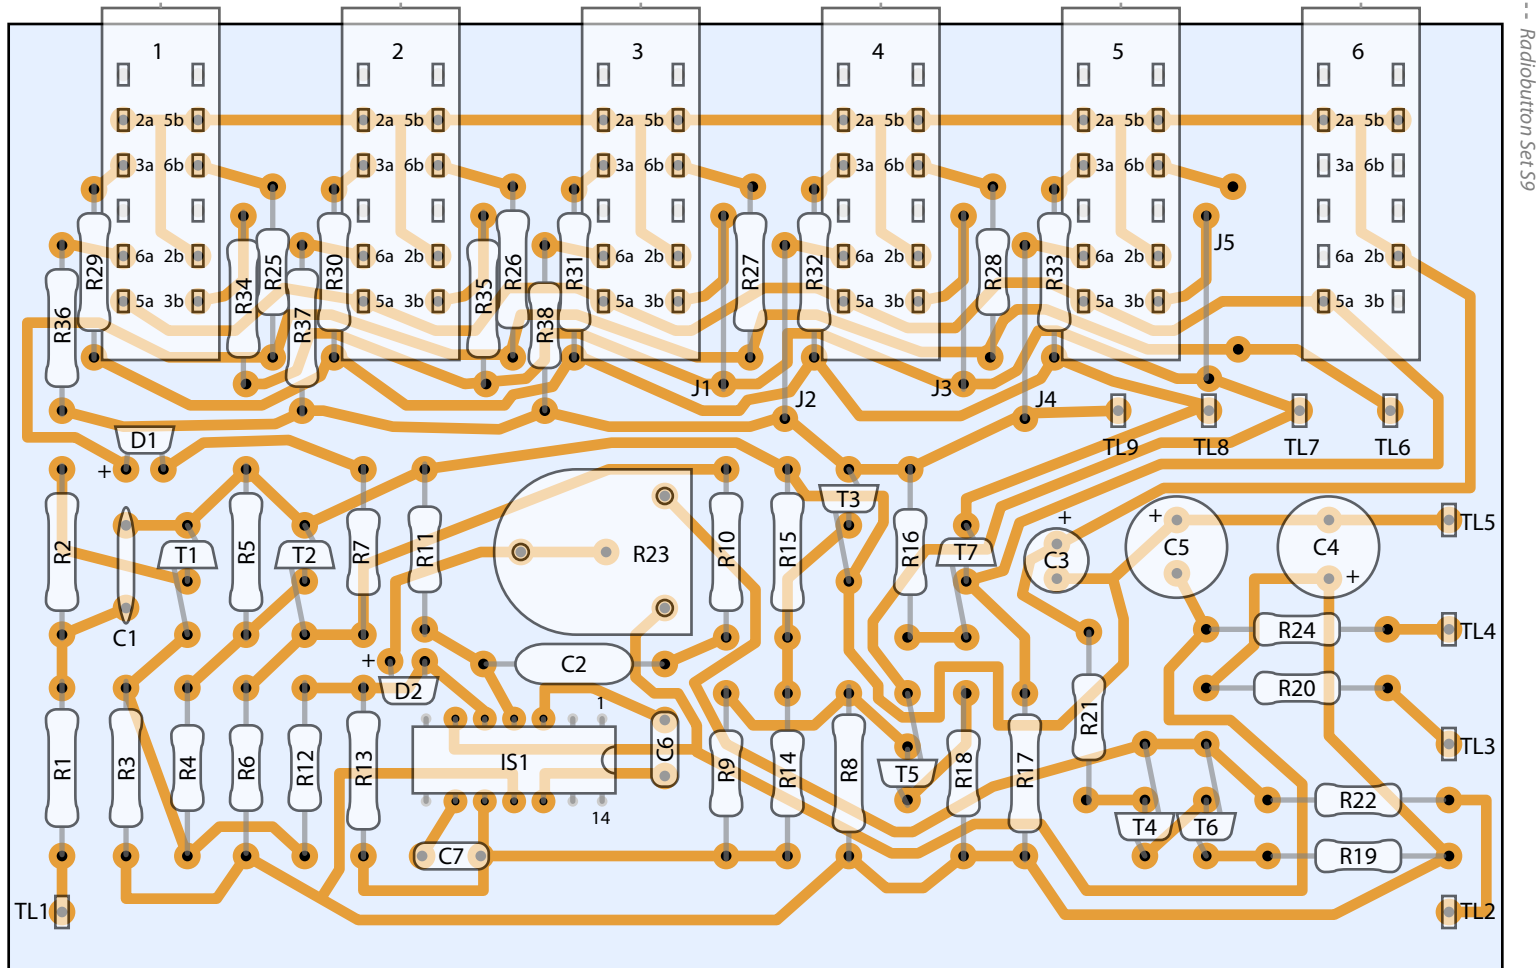 1 2 3 4 5 6
--- Radiobutton Set S9
2a 5b 2a 5b 2a 5b 2a 5b 2a 5b 2a 5b
3a 6b 3a 6b 3a 6b 3a 6b 3a 6b 3a 6b
6a 2b 6a 2b 6a 2b 6a 2b 6a 2b 6a 2b
5a 3b 5a 3b 5a 3b 5a 3b 5a 3b 5a 3b
R36 R29 R34 R25 R37 R30 R35 R26 R38 R31 R27 R32 R28 R33 J5
J1 J2 J3 J4
D1 TL9 TL8 TL7 TL6
+
R2 T1 R5 T2 R7 R11 R23 R10 R15 T3 R16 T7 + C3 + C5 C4 + TL5
C1 + D2 C2 R24 TL4
R20 TL3
R21
1
R1 R3 R4 R6 R12 R13 IS1 C6 R9 R14 R8 T5 R18 R17
14
T4 T6 R22
C7 R19
TL1 TL2